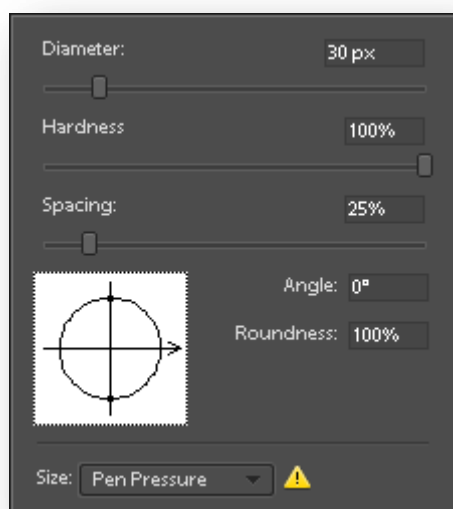 Diameter: 30 px
Hardness 100%
Spacing: 25%
Angle: 0°
Roundness: 100%
Size: Pen Pressure